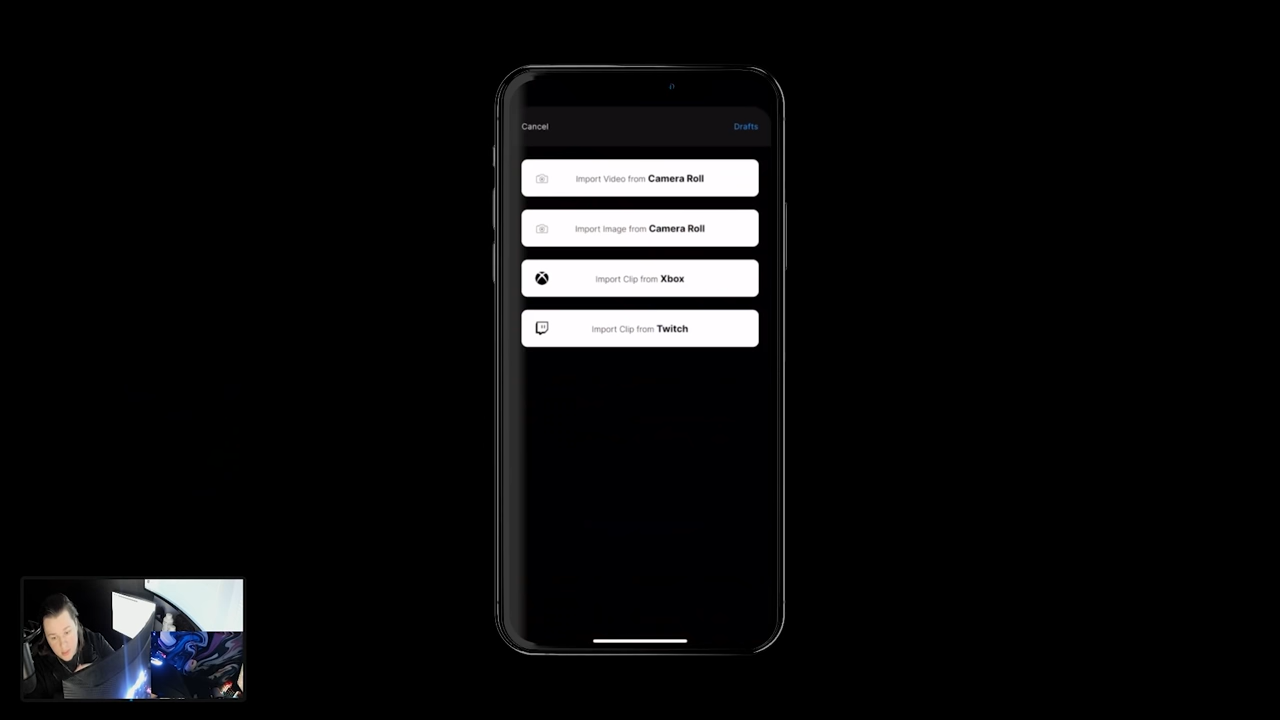 Cancel
Drafts
Import Video from Camera Roll
Import Image from Camera Roll
Import Clip from Xbox
Import Clip from Twitch